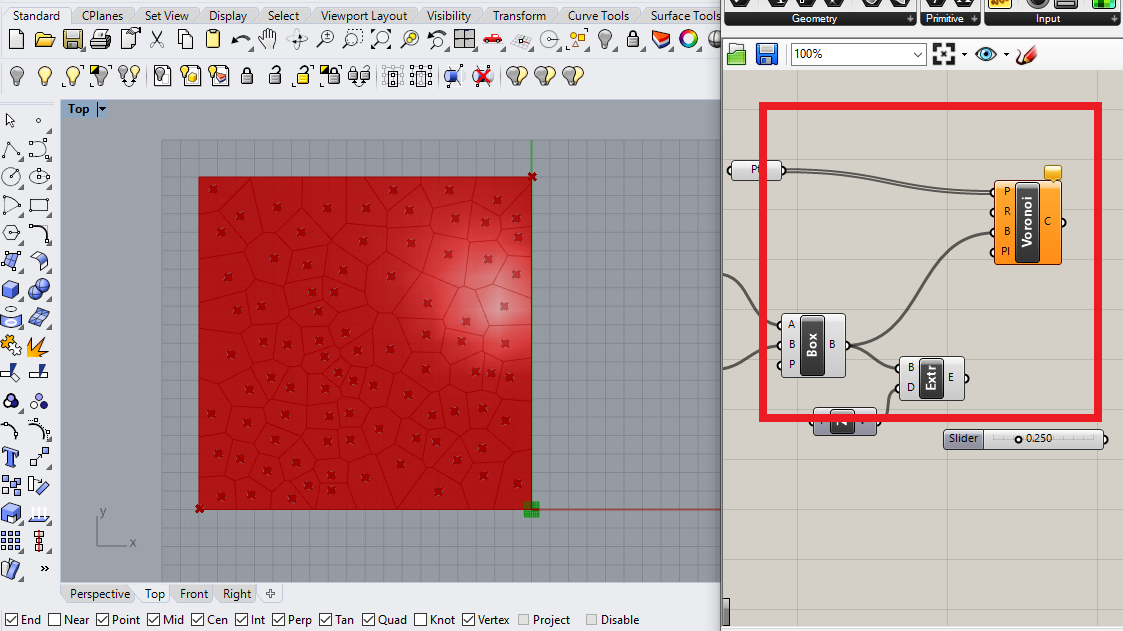 Standard CPlanes Set View Display Select Viewport Layout Visibility Transform Curve Tools Surface Tools
Geometry Primitive Input
100%
Top
Pt
P
R
B
Pl
Voronoi
C
A
B
P
Box
B
B
D
Extr
E
Z
Slider 0.250
y
x
Perspective Top Front Right
End Near Point Mid Cen Int Perp Tan Quad Knot Vertex Project Disable